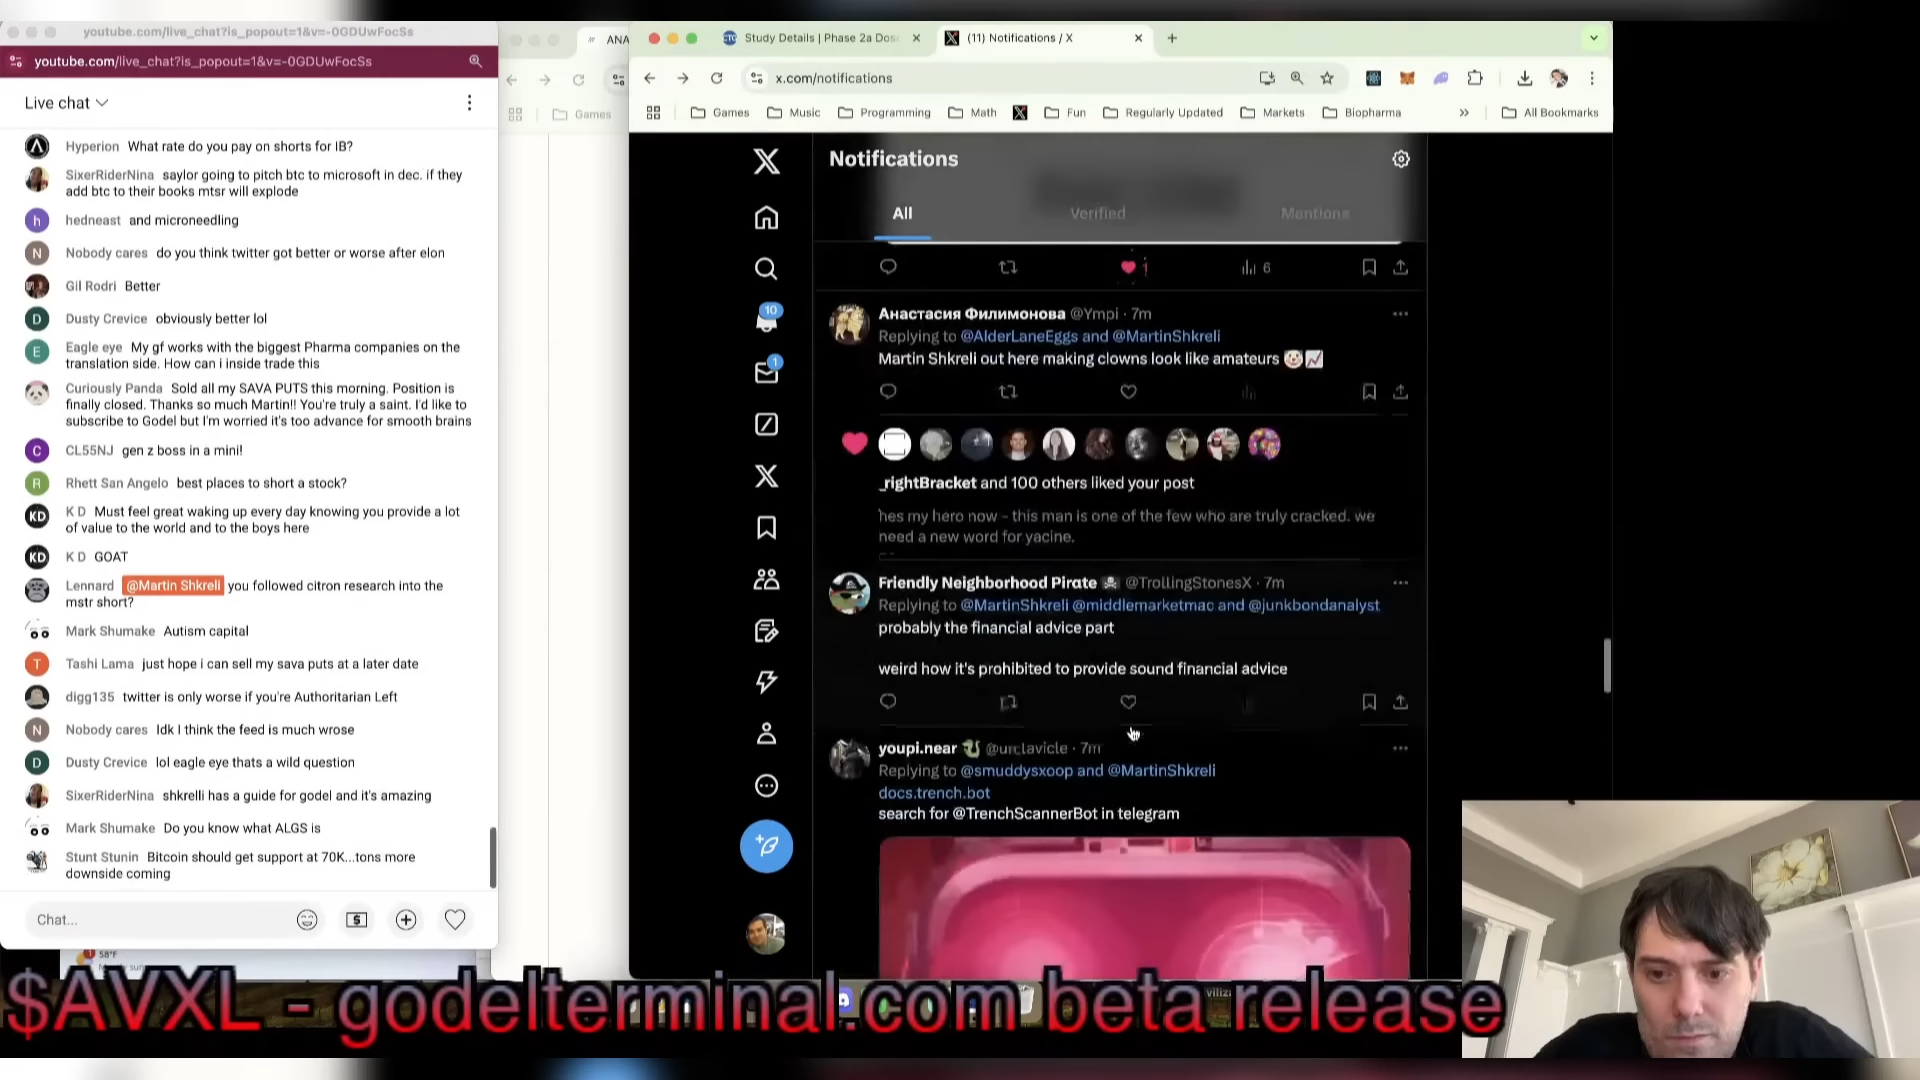 youtube.com/live_chat?is_popout=1&v=-0GDUwFocSs
youtube.com/live_chat?is_popout=1&v=-0GDUwFocSs
Live chat
Hyperion What rate do you pay on shorts for IB?
SixerRiderNina saylor going to pitch btc to microsoft in dec. if they
add btc to their books mtsr will explode
h hedneast and microneedling
N Nobody cares do you think twitter got better or worse after elon
Gil Rodri Better
D Dusty Crevice obviously better lol
E Eagle eye My gf works with the biggest Pharma companies on the
translation side. How can i inside trade this
Curiously Panda Sold all my SAVA PUTS this morning. Position is
finally closed. Thanks so much Martin!! You're truly a saint. I'd like to
subscribe to Godel but I'm worried it's too advance for smooth brains
C CL55NJ gen z boss in a mini!
R Rhett San Angelo best places to short a stock?
KD K D Must feel great waking up every day knowing you provide a lot
of value to the world and to the boys here
KD K D GOAT
Lennard @Martin Shkreli you followed citron research into the
mstr short?
Mark Shumake Autism capital
T Tashi Lama just hope i can sell my sava puts at a later date
digg135 twitter is only worse if you're Authoritarian Left
N Nobody cares Idk I think the feed is much wrose
D Dusty Crevice lol eagle eye thats a wild question
SixerRiderNina shkrelli has a guide for godel and it's amazing
Mark Shumake Do you know what ALGS is
Stunt Stunin Bitcoin should get support at 70K...tons more
downside coming
Chat...
58°F
ANA
Games
CTG Study Details | Phase 2a Dos
(11) Notifications / X
x.com/notifications
Games Music Programming Math Fun Regularly Updated Markets Biopharma » All Bookmarks
Notifications
All Verified Mentions
1 6
10
1
Анастасия Филимонова @Ympi · 7m
Replying to @AlderLaneEggs and @MartinShkreli
Martin Shkreli out here making clowns look like amateurs 🤡📈
_rightBracket and 100 others liked your post
hes my hero now - this man is one of the few who are truly cracked. we
need a new word for yacine.
Friendly Neighborhood Pirate @TrollingStonesX · 7m
Replying to @MartinShkreli @middlemarketmac and @junkbondanalyst
probably the financial advice part
weird how it's prohibited to provide sound financial advice
youpi.near @urclavicle · 7m
Replying to @smuddysxoop and @MartinShkreli
docs.trench.bot
search for @TrenchScannerBot in telegram
$AVXL - godelterminal.com beta release